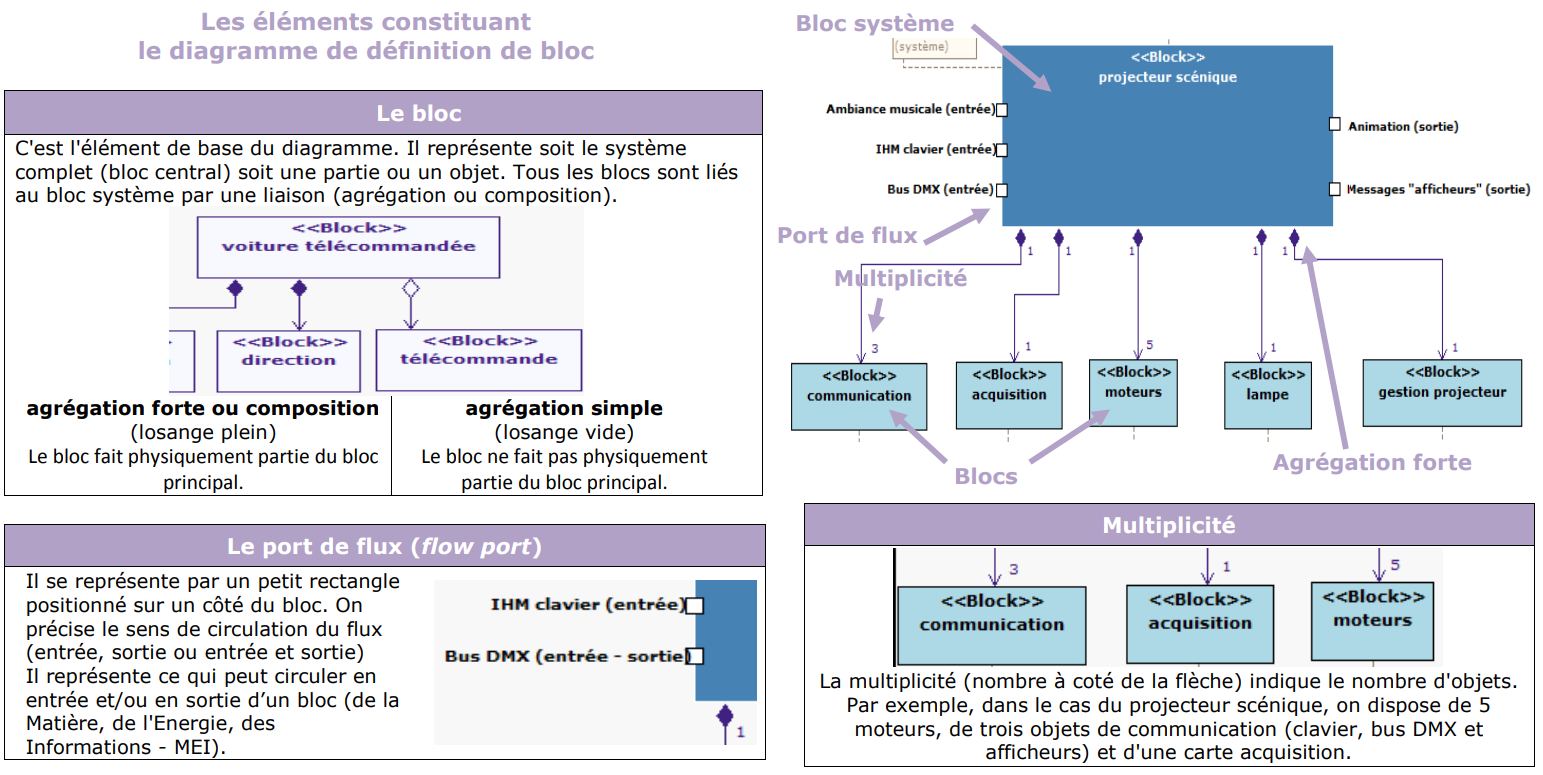 Les éléments constituant
le diagramme de définition de bloc
Le bloc
C'est l'élément de base du diagramme. Il représente soit le système
complet (bloc central) soit une partie ou un objet. Tous les blocs sont liés
au bloc système par une liaison (agrégation ou composition).
<<Block>>
voiture télécommandée
<<Block>>
direction
<<Block>>
télécommande
agrégation forte ou composition
(losange plein)
Le bloc fait physiquement partie du bloc
principal.
agrégation simple
(losange vide)
Le bloc ne fait pas physiquement
partie du bloc principal.
Le port de flux (flow port)
Il se représente par un petit rectangle
positionné sur un côté du bloc. On
précise le sens de circulation du flux
(entrée, sortie ou entrée et sortie)
Il représente ce qui peut circuler en
entrée et/ou en sortie d’un bloc (de la
Matière, de l'Energie, des
Informations - MEI).
IHM clavier (entrée)
Bus DMX (entrée - sortie)
1
Bloc système
(système)
<<Block>>
projecteur scénique
Ambiance musicale (entrée)
IHM clavier (entrée)
Bus DMX (entrée)
Animation (sortie)
Messages "afficheurs" (sortie)
Port de flux
Multiplicité
1
1
1
1
1
3
1
5
1
1
<<Block>>
communication
<<Block>>
acquisition
<<Block>>
moteurs
<<Block>>
lampe
<<Block>>
gestion projecteur
Blocs
Agrégation forte
Multiplicité
3
1
5
<<Block>>
communication
<<Block>>
acquisition
<<Block>>
moteurs
La multiplicité (nombre à coté de la flèche) indique le nombre d'objets.
Par exemple, dans le cas du projecteur scénique, on dispose de 5
moteurs, de trois objets de communication (clavier, bus DMX et
afficheurs) et d'une carte acquisition.